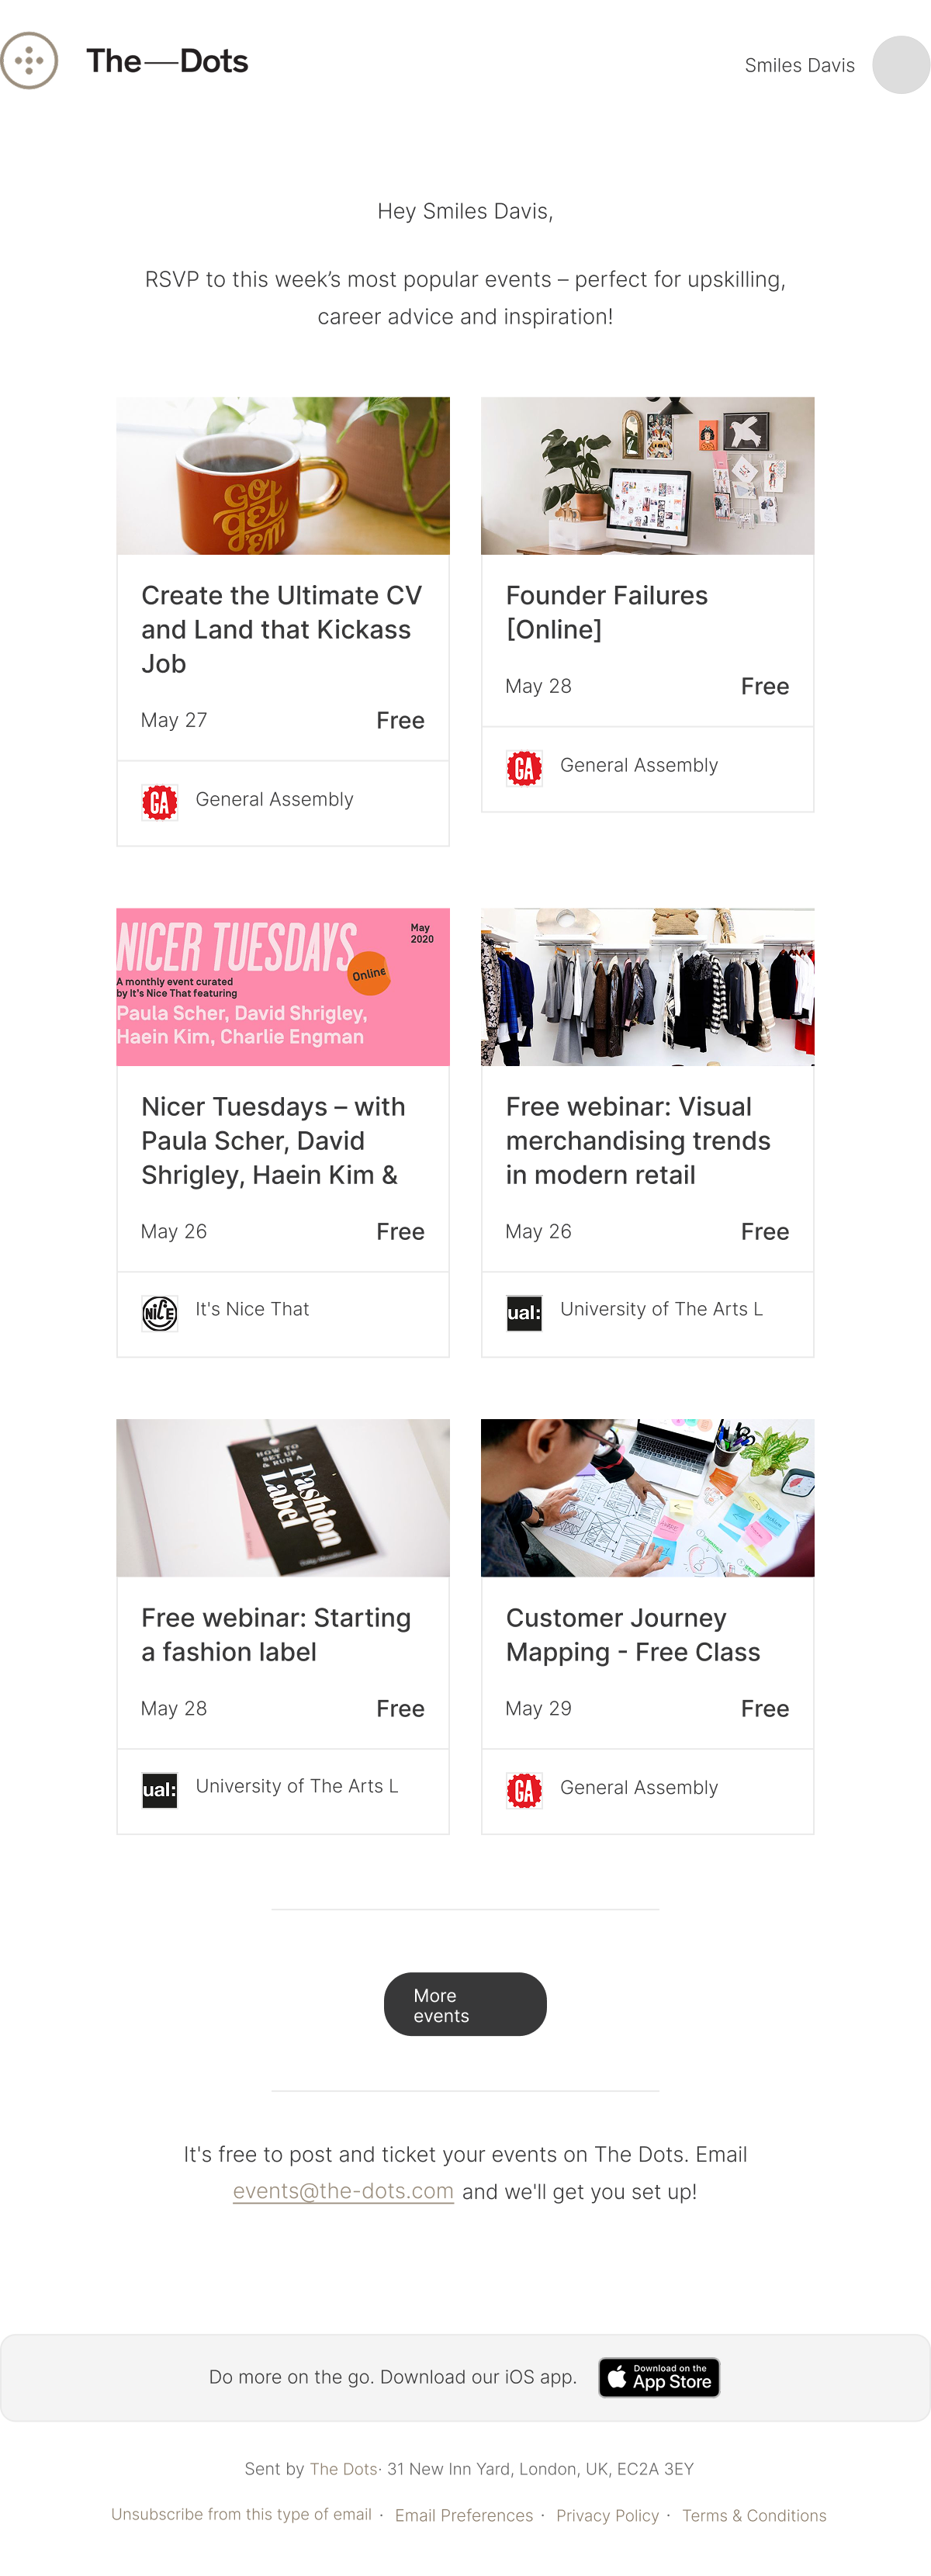 The—Dots
Smiles Davis
Hey Smiles Davis,
RSVP to this week’s most popular events – perfect for upskilling,
career advice and inspiration!
GO
get
'EM
Create the Ultimate CV
and Land that Kickass
Job
May 27
Free
GA
General Assembly
Founder Failures
[Online]
May 28
Free
GA
General Assembly
NICER TUESDAYS
May
2020
Online
A monthly event curated
by It's Nice That featuring
Paula Scher, David Shrigley,
Haein Kim, Charlie Engman
Nicer Tuesdays – with
Paula Scher, David
Shrigley, Haein Kim &
May 26
Free
NICE
It's Nice That
Free webinar: Visual
merchandising trends
in modern retail
May 26
Free
ual:
University of The Arts L
HOW TO
SET UP
& RUN A
Fashion
Label
Free webinar: Starting
a fashion label
May 28
Free
ual:
University of The Arts L
Customer Journey
Mapping - Free Class
May 29
Free
GA
General Assembly
More
events
It's free to post and ticket your events on The Dots. Email
events@the-dots.com and we'll get you set up!
Do more on the go. Download our iOS app.
Download on the
App Store
Sent by The Dots· 31 New Inn Yard, London, UK, EC2A 3EY
Unsubscribe from this type of email · Email Preferences · Privacy Policy · Terms & Conditions